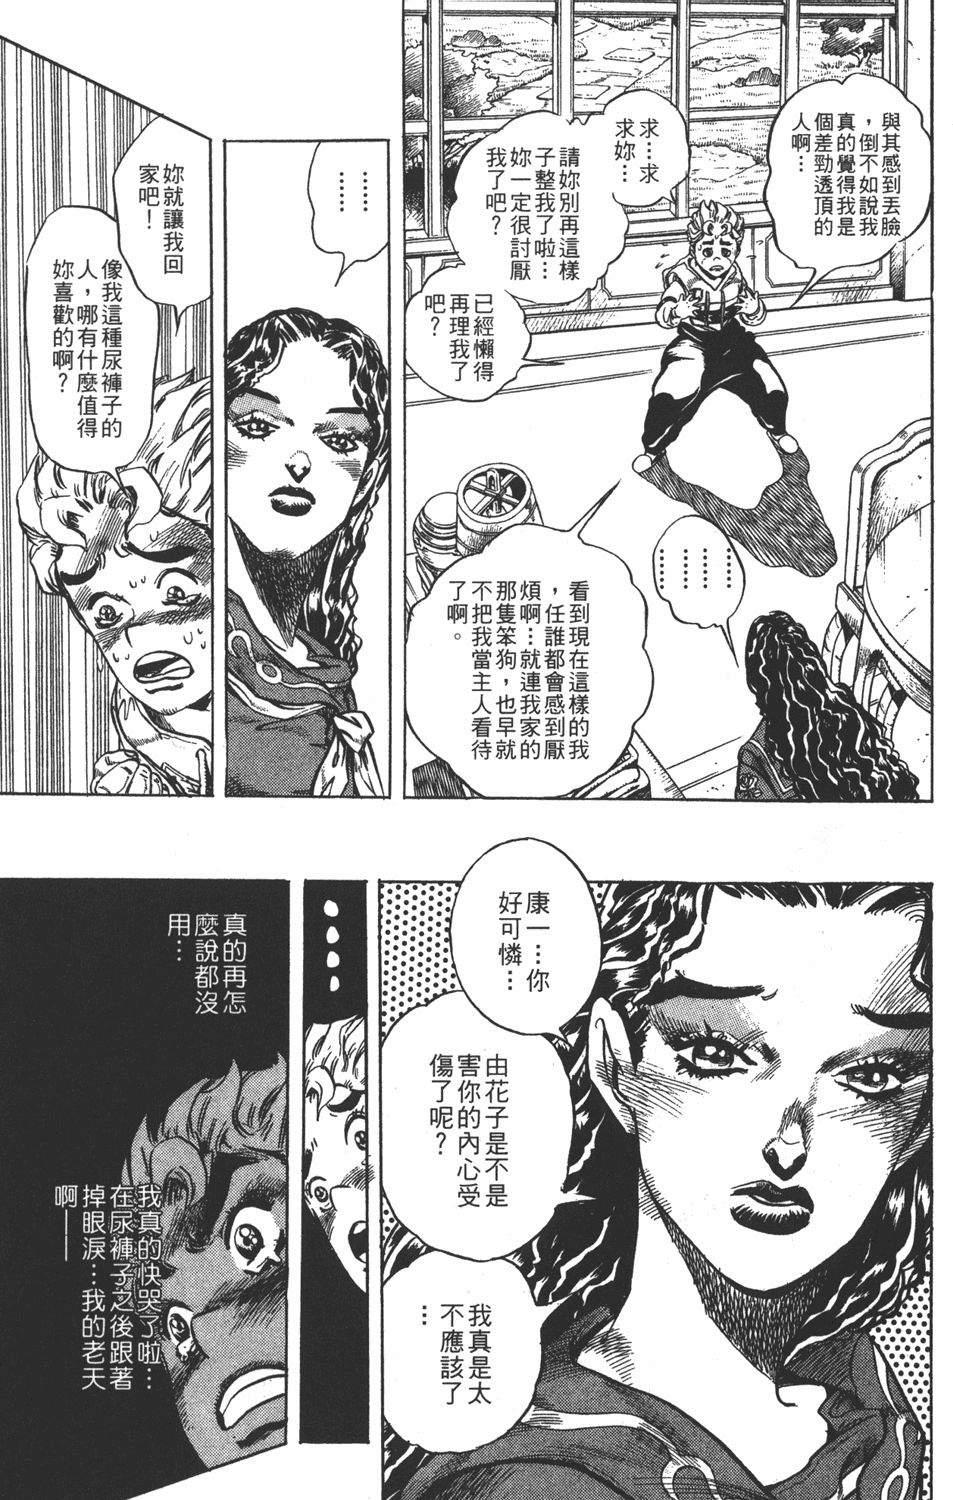 與其感到丟臉
，倒不如說我
真的覺得我是
個差勁透頂的
人啊…
求…求
求妳…
請妳別再這樣
子整我了啦…
妳一定很討厭
我了吧？
已經懶得
再理我了
吧？
………
看到現在這樣的我
，任誰都會感到厭
煩啊…就連我家的
那隻笨狗，也早就
不把我當主人看待
了啊。
……
妳就讓我回
家吧！
像我這種尿褲子的
人，哪有什麼值得
妳喜歡的啊？
康一…你
好可憐…
由花子是不是
害你的內心受
傷了呢？
我真是太
不應該了
…
…
真的再怎
麼說都沒
用…
我真的快哭了啦…
在尿褲子之後跟著
掉眼淚…我的老天
啊——